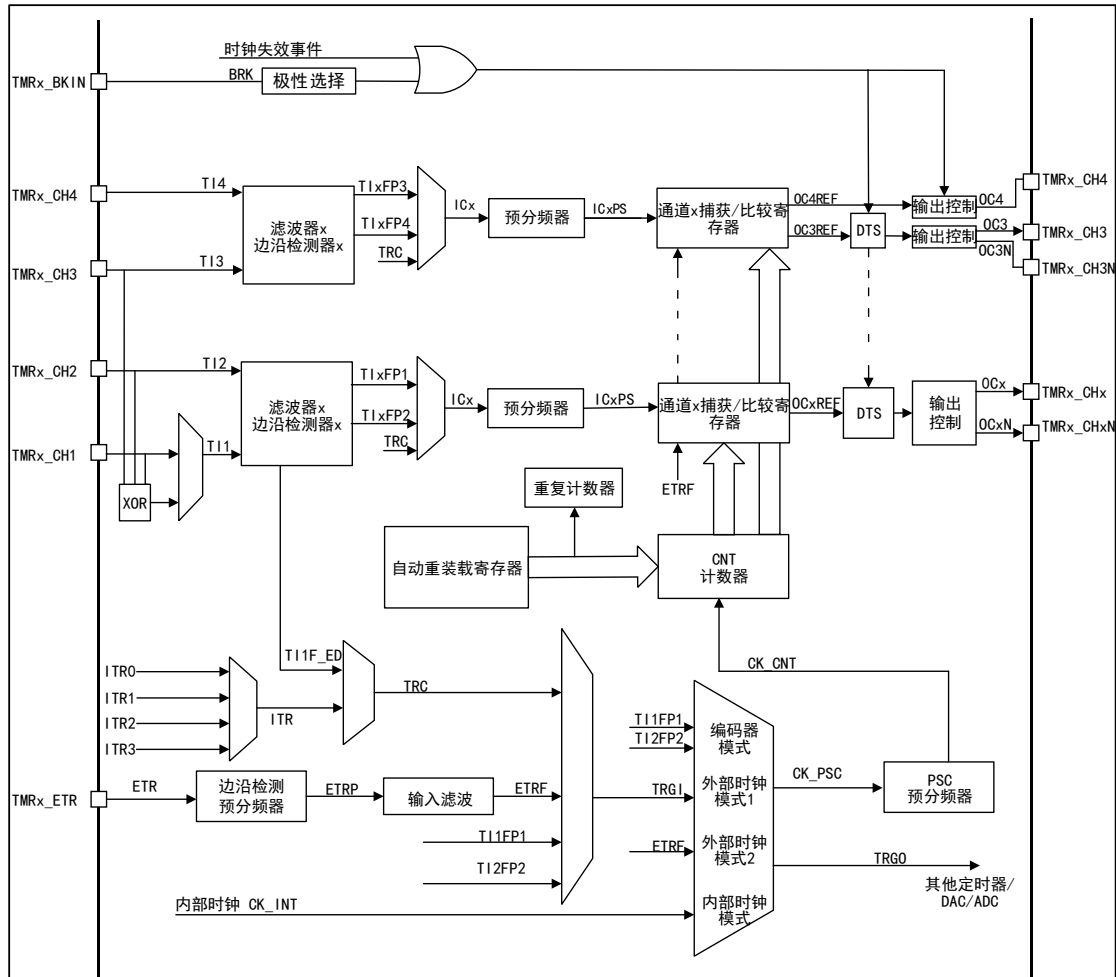 时钟失效事件
TMRx_BKIN
BRK
极性选择
TMRx_CH4
TI4
TIxFP3
ICx
预分频器
ICxPS
通道x捕获/比较寄存器
OC4REF
输出控制
OC4
TMRx_CH4
滤波器x
边沿检测器x
TIxFP4
TRC
OC3REF
DTS
输出控制
OC3
TMRx_CH3
OC3N
TMRx_CH3N
TMRx_CH3
TI3
TMRx_CH2
TI2
TIxFP1
ICx
预分频器
ICxPS
通道x捕获/比较寄存器
OCxREF
DTS
输出
控制
OCx
TMRx_CHx
OCxN
TMRx_CHxN
滤波器x
边沿检测器x
TIxFP2
TRC
TMRx_CH1
TI1
XOR
ETRF
重复计数器
自动重装载寄存器
CNT
计数器
TI1F_ED
CK_CNT
ITR0
ITR1
ITR2
ITR3
ITR
TRC
TI1FP1
TI2FP2
编码器
模式
TMRx_ETR
ETR
边沿检测
预分频器
ETRP
输入滤波
ETRF
TRGI
外部时钟
模式1
CK_PSC
PSC
预分频器
TI1FP1
TI2FP2
ETRF
外部时钟
模式2
TRGO
其他定时器/
DAC/ADC
内部时钟 CK_INT
内部时钟
模式